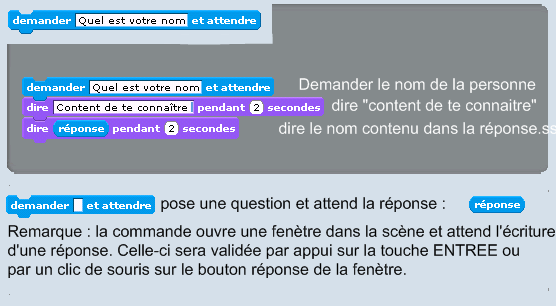 demander Quel est votre nom et attendre
demander Quel est votre nom et attendre
Demander le nom de la personne
dire Content de te connaître pendant 2 secondes
dire "content de te connaitre"
dire réponse pendant 2 secondes
dire le nom contenu dans la réponse.ss
demander et attendre pose une question et attend la réponse : réponse
Remarque : la commande ouvre une fenètre dans la scène et attend l'écriture
d'une réponse. Celle-ci sera validée par appui sur la touche ENTREE ou
par un clic de souris sur le bouton réponse de la fenètre.